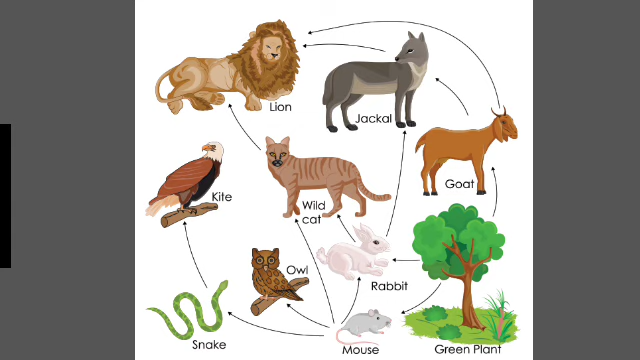 Lion
Jackal
Goat
Kite
Wild
cat
Owl
Rabbit
Snake
Mouse
Green Plant